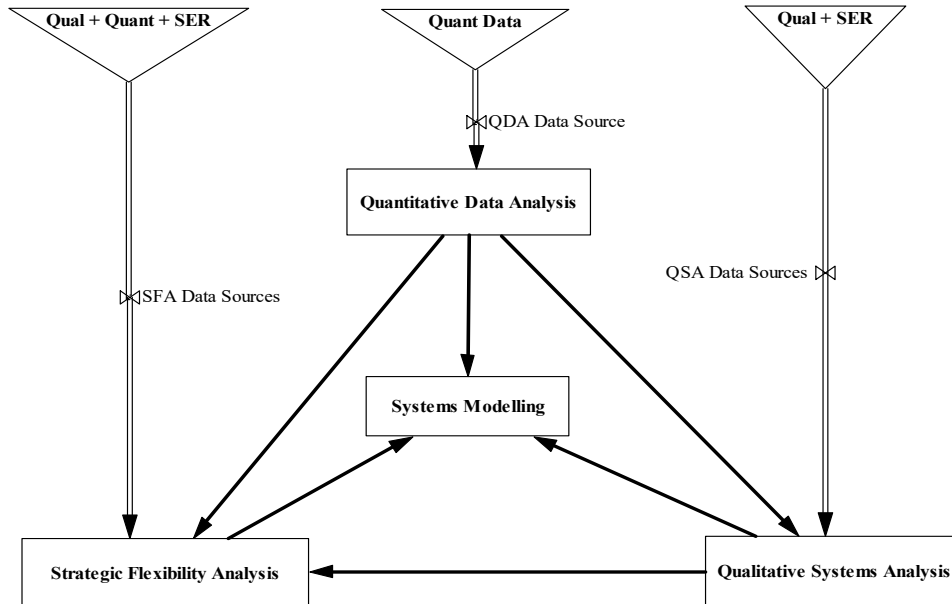 Qual + Quant + SER
Quant Data
Qual + SER
QDA Data Source
Quantitative Data Analysis
QSA Data Sources
SFA Data Sources
Systems Modelling
Strategic Flexibility Analysis
Qualitative Systems Analysis